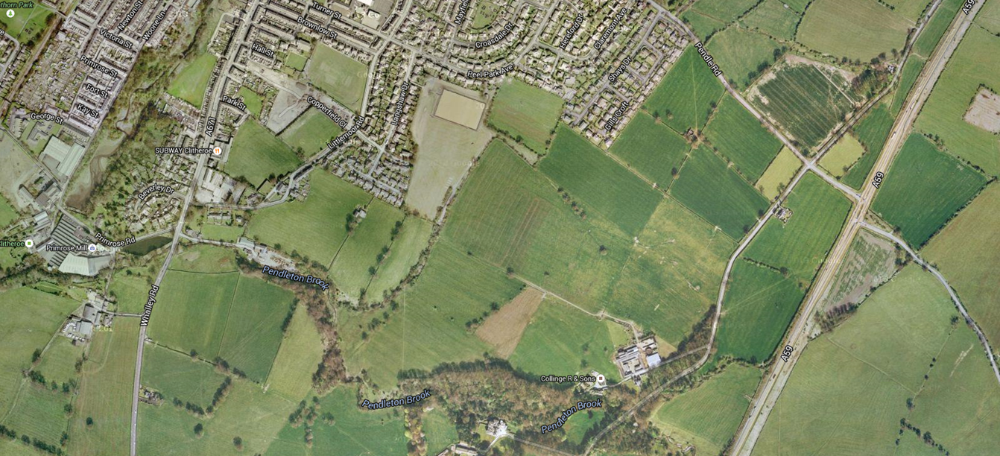 thorn Park
Newton St
Woone Ln
Victoria St
Primrose St
Fort St
Kay St
George St
Turner St
Brownlow St
Hall St
Park St
A671
SUBWAY Clitheroe
Beverley Dr
Copperfield Cl
Littlemoor Rd
Langshaw Dr
Mayfie
Croasdale Dr
Hereford Dr
Claremont Ave
Peel Park Ave
Shays Dr
Gills Croft
Pendle Rd
A59
A59
A59
Clitheroe
Primrose Mill
Primrose Rd
Whalley Rd
Pendleton Brook
Pendleton Brook
Pendleton Brook
Collinge R & Sons